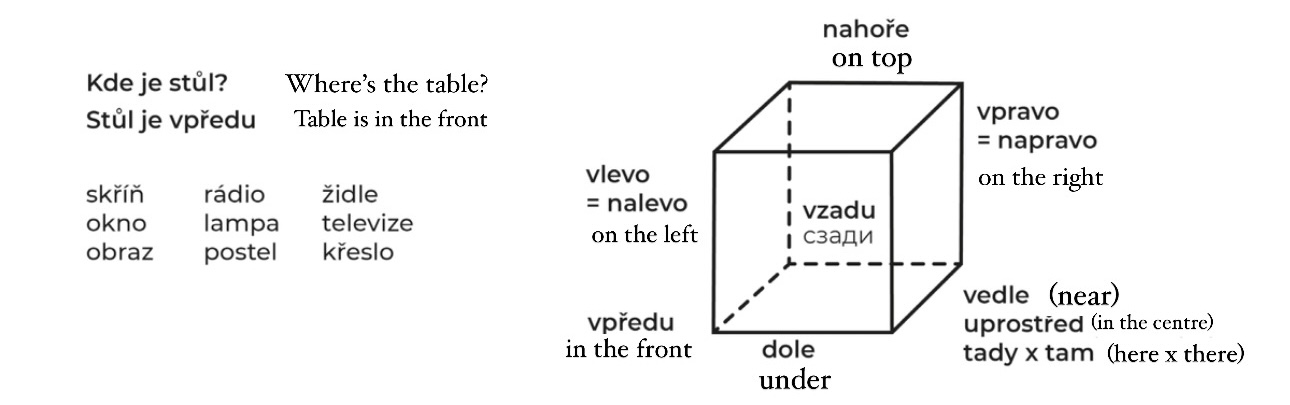 Kde je stůl? Where's the table?
Stůl je vpředu Table is in the front
skříň rádio židle
okno lampa televize
obraz postel křeslo
nahoře
on top
vpravo
= napravo
on the right
vlevo
= nalevo
on the left
vzadu
сзади
vpředu
in the front
dole
under
vedle (near)
uprostřed (in the centre)
tady x tam (here x there)